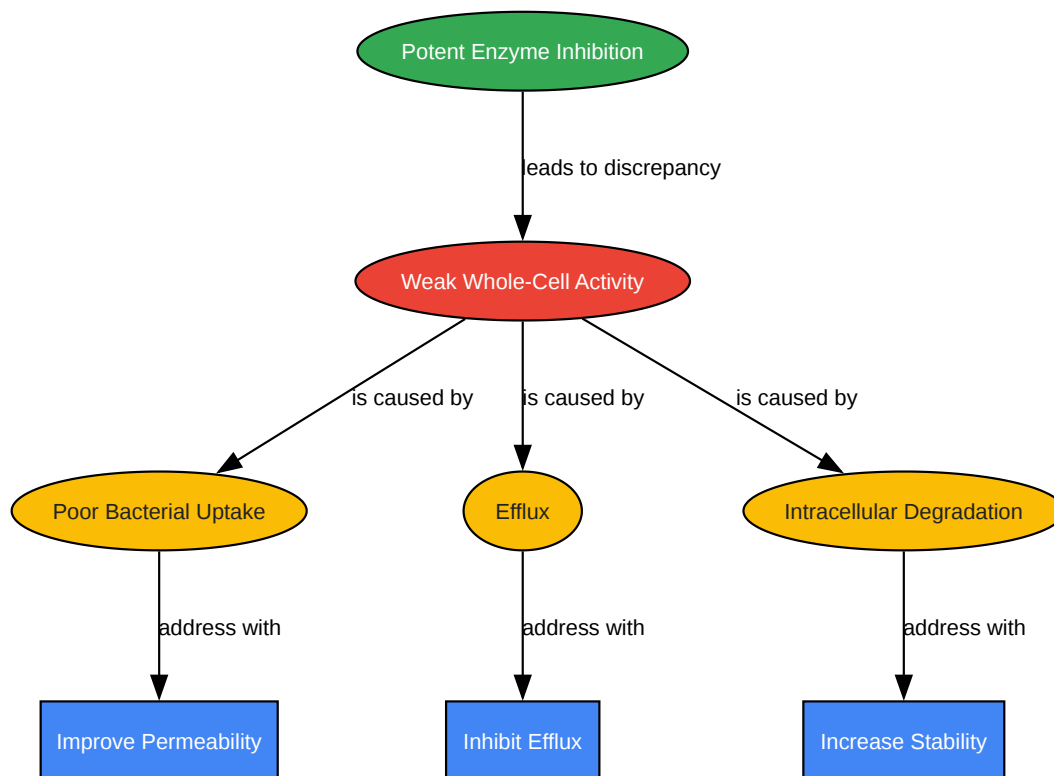 Potent Enzyme Inhibition
leads to discrepancy
Weak Whole-Cell Activity
is caused by
is caused by
is caused by
Poor Bacterial Uptake
Efflux
Intracellular Degradation
address with
address with
address with
Improve Permeability
Inhibit Efflux
Increase Stability